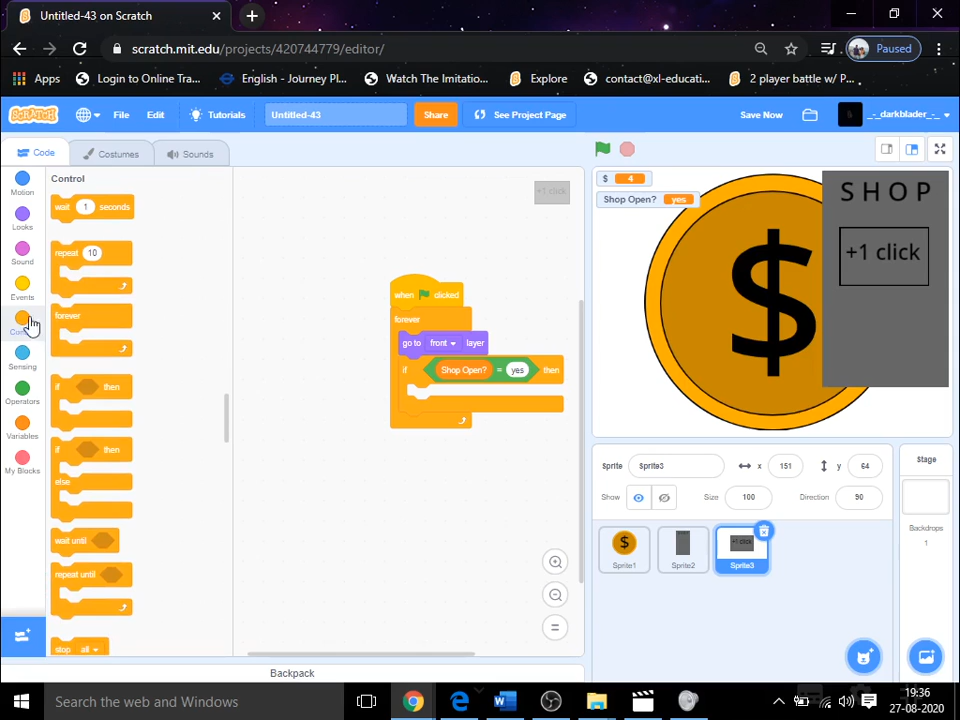 Untitled-43 on Scratch
scratch.mit.edu/projects/420744779/editor/
Paused
Apps
Login to Online Tra...
English - Journey Pl...
Watch The Imitatio...
Explore
contact@xl-educati...
2 player battle w/ P...
SCRATCH
File
Edit
Tutorials
Untitled-43
Share
See Project Page
Save Now
_-_darkblader_-_
Code
Costumes
Sounds
Motion
Looks
Sound
Events
Sensing
Operators
Variables
My Blocks
Control
wait 1 seconds
repeat 10
forever
if then
if then
else
wait until
repeat until
stop all
+1 click
when clicked
forever
go to front layer
if Shop Open? = yes then
Backpack
$ 4
Shop Open? yes
$
SHOP
+1 click
Sprite
Sprite3
x
151
y
64
Show
Size
100
Direction
90
Stage
Backdrops
1
$
Sprite1
Sprite2
+1 click
Sprite3
Search the web and Windows
19:36
27-08-2020